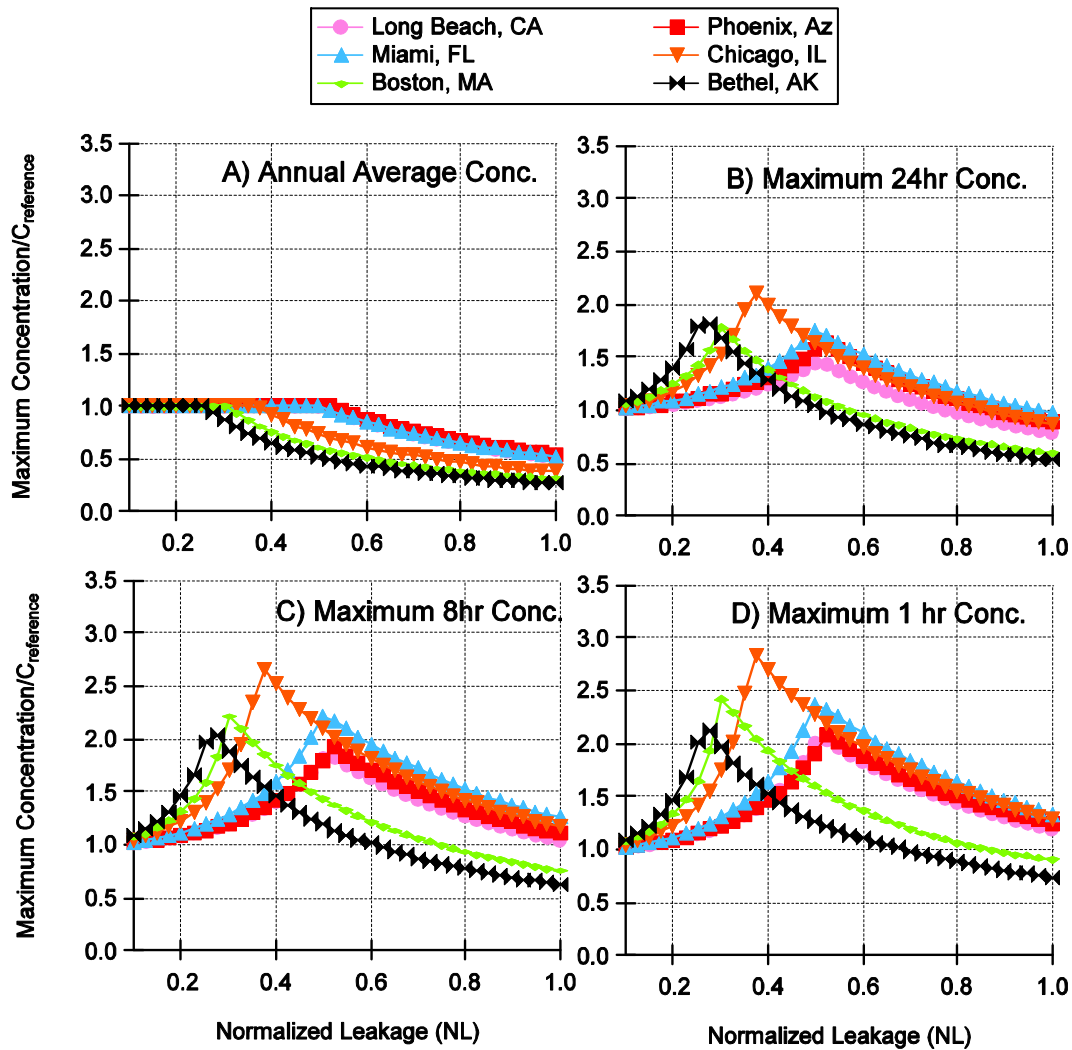 Long Beach, CA
Phoenix, Az
Miami, FL
Chicago, IL
Boston, MA
Bethel, AK
A) Annual Average Conc.
Maximum Concentration/Creference
3.5
3.0
2.5
2.0
1.5
1.0
0.5
0.0
0.2 0.4 0.6 0.8 1.0
B) Maximum 24hr Conc.
3.5
3.0
2.5
2.0
1.5
1.0
0.5
0.0
0.2 0.4 0.6 0.8 1.0
C) Maximum 8hr Conc.
Maximum Concentration/Creference
3.5
3.0
2.5
2.0
1.5
1.0
0.5
0.0
0.2 0.4 0.6 0.8 1.0
Normalized Leakage (NL)
D) Maximum 1 hr Conc.
3.5
3.0
2.5
2.0
1.5
1.0
0.5
0.0
0.2 0.4 0.6 0.8 1.0
Normalized Leakage (NL)